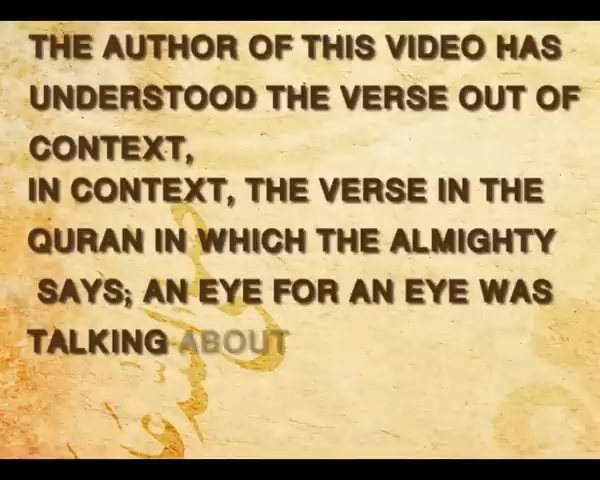 THE AUTHOR OF THIS VIDEO HAS
UNDERSTOOD THE VERSE OUT OF
CONTEXT,
IN CONTEXT, THE VERSE IN THE
QURAN IN WHICH THE ALMIGHTY
SAYS; AN EYE FOR AN EYE WAS
TALKING ABOUT